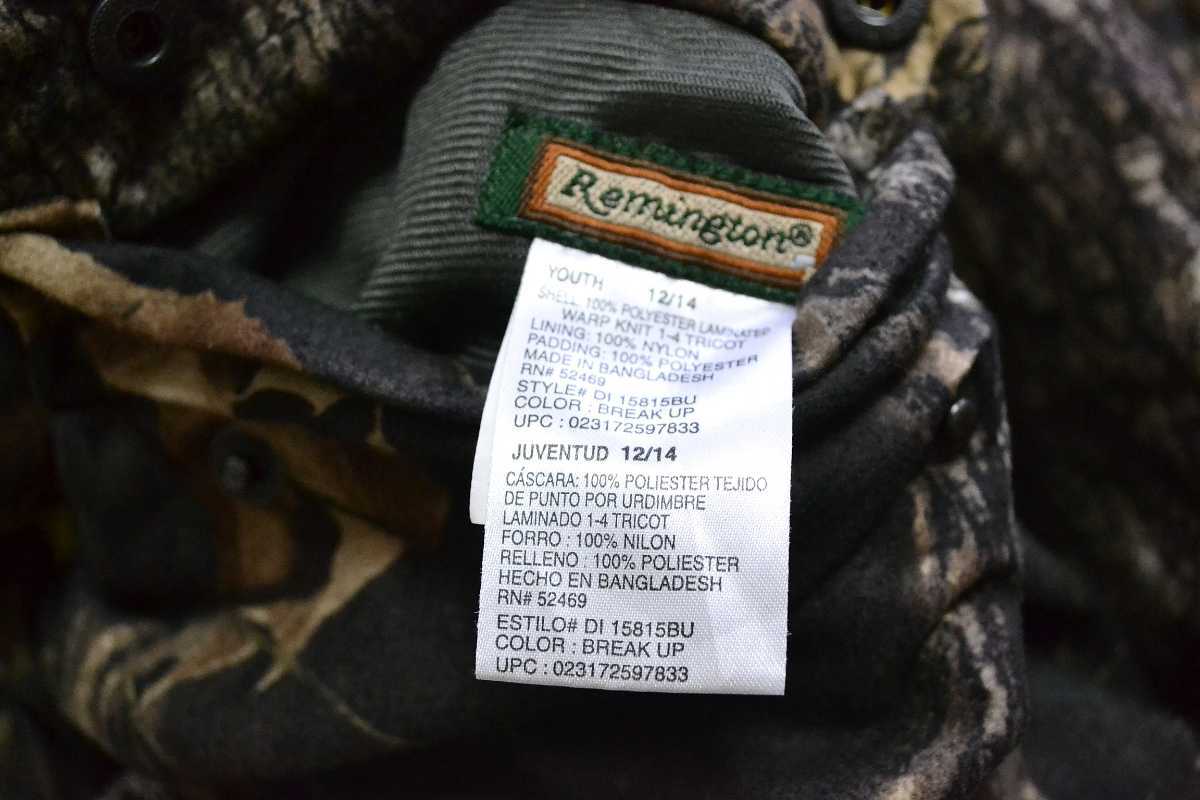 Remington®
YOUTH 12/14
SHELL: 100% POLYESTER LAMINATED
WARP KNIT 1-4 TRICOT
LINING: 100% NYLON
PADDING: 100% POLYESTER
MADE IN BANGLADESH
RN# 52469
STYLE# DI 15815BU
COLOR : BREAK UP
UPC : 023172597833
JUVENTUD 12/14
CÁSCARA: 100% POLIESTER TEJIDO
DE PUNTO POR URDIMBRE
LAMINADO 1-4 TRICOT
FORRO : 100% NILON
RELLENO : 100% POLIESTER
HECHO EN BANGLADESH
RN# 52469
ESTILO# DI 15815BU
COLOR : BREAK UP
UPC : 023172597833